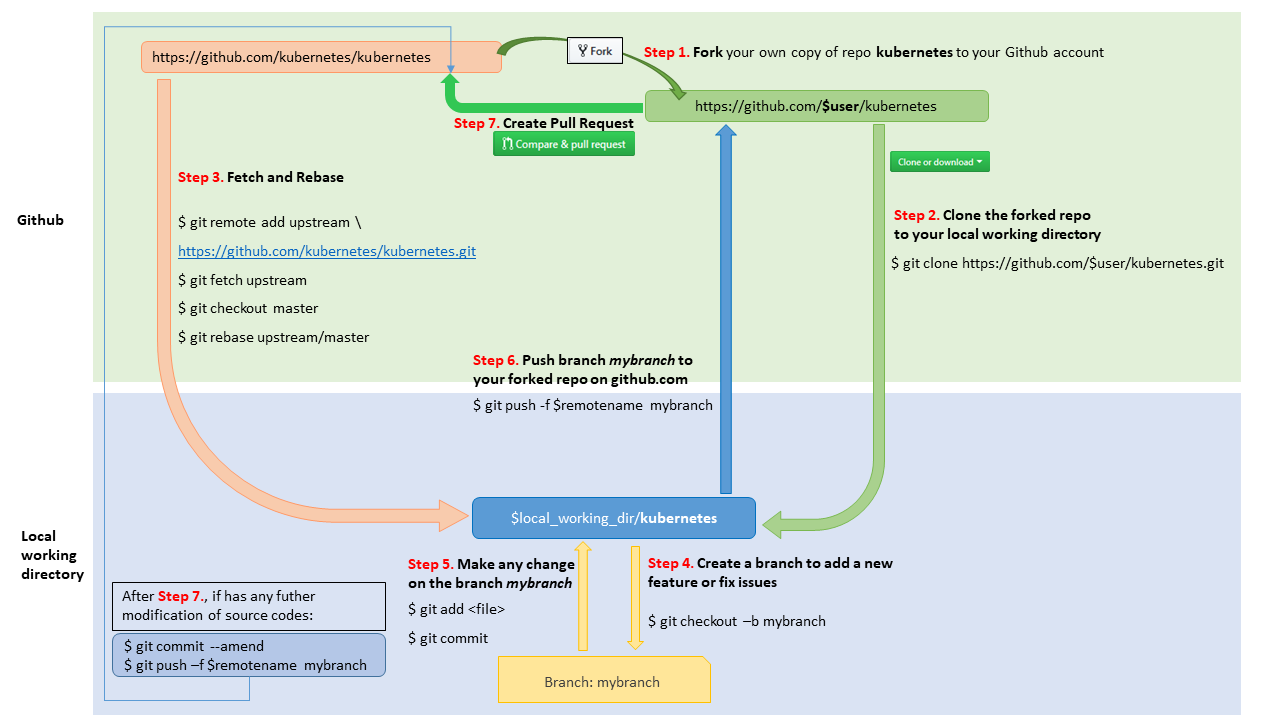 https://github.com/kubernetes/kubernetes
Fork
Step 1. Fork your own copy of repo kubernetes to your Github account
https://github.com/$user/kubernetes
Step 7. Create Pull Request
Compare & pull request
Clone or download
Step 3. Fetch and Rebase
$ git remote add upstream \
https://github.com/kubernetes/kubernetes.git
$ git fetch upstream
$ git checkout master
$ git rebase upstream/master
Github
Step 2. Clone the forked repo
to your local working directory
$ git clone https://github.com/$user/kubernetes.git
Step 6. Push branch mybranch to
your forked repo on github.com
$ git push -f $remotename mybranch
$local_working_dir/kubernetes
Local
working
directory
Step 5. Make any change
on the branch mybranch
$ git add <file>
$ git commit
Step 4. Create a branch to add a new
feature or fix issues
$ git checkout –b mybranch
After Step 7., if has any futher
modification of source codes:
$ git commit --amend
$ git push –f $remotename mybranch
Branch: mybranch